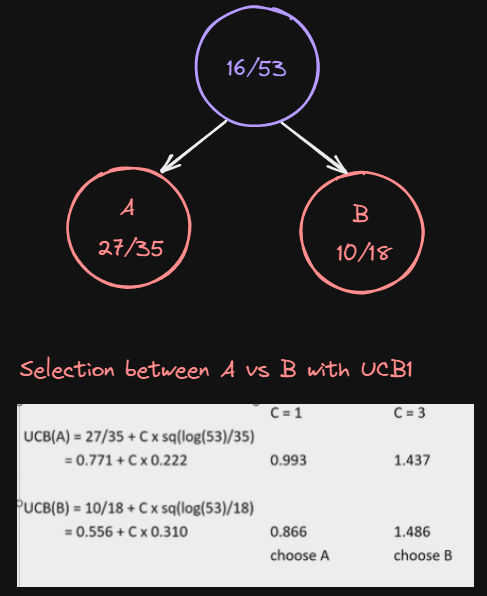 16/53
A
27/35
B
10/18
Selection between A vs B with UCB1
C = 1 C = 3
UCB(A) = 27/35 + C x sq(log(53)/35)
= 0.771 + C x 0.222 0.993 1.437
UCB(B) = 10/18 + C x sq(log(53)/18)
= 0.556 + C x 0.310 0.866 1.486
choose A choose B